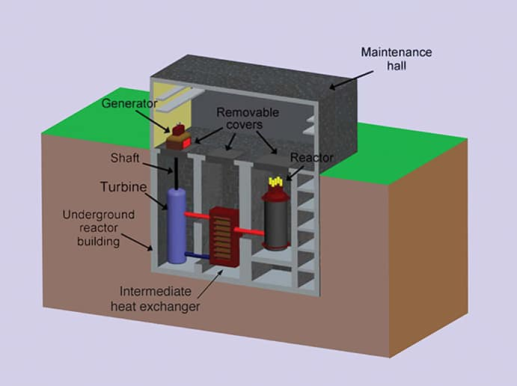 Maintenance
hall
Generator
Removable
covers
Shaft
Reactor
Turbine
Underground
reactor
building
Intermediate
heat exchanger